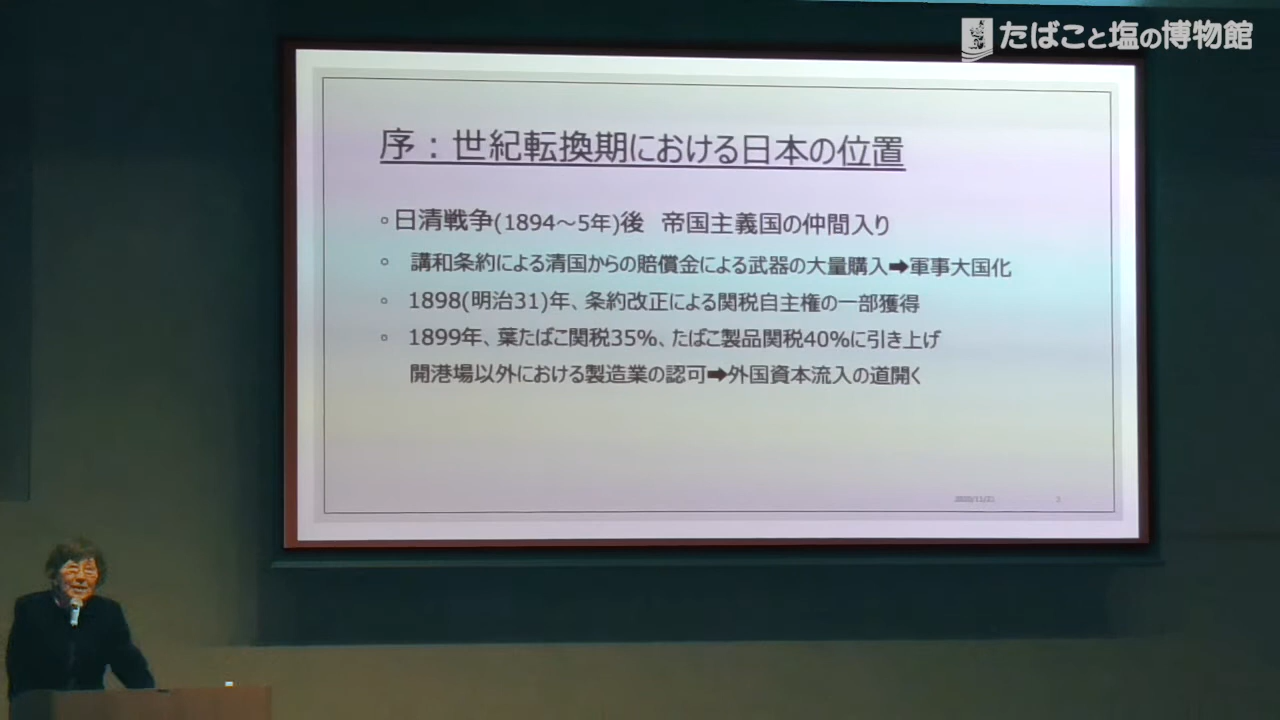 たばこと塩の博物館
序：世紀転換期における日本の位置
◦日清戦争(1894～5年)後　帝国主義国の仲間入り
◦ 講和条約による清国からの賠償金による武器の大量購入➡軍事大国化
◦ 1898(明治31)年、条約改正による関税自主権の一部獲得
◦ 1899年、葉たばこ関税35%、たばこ製品関税40%に引き上げ
開港場以外における製造業の認可➡外国資本流入の道開く